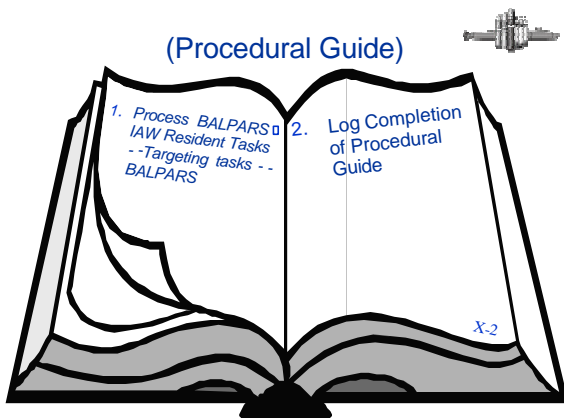 (Procedural Guide)
1. Process BALPARS
IAW Resident Tasks
- -Targeting tasks - -
BALPARS
2. Log Completion
of Procedural
Guide
X-2